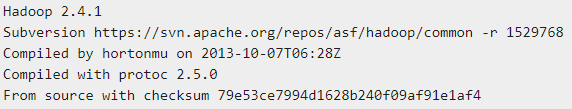 Hadoop 2.4.1
Subversion https://svn.apache.org/repos/asf/hadoop/common -r 1529768
Compiled by hortonmu on 2013-10-07T06:28Z
Compiled with protoc 2.5.0
From source with checksum 79e53ce7994d1628b240f09af91e1af4